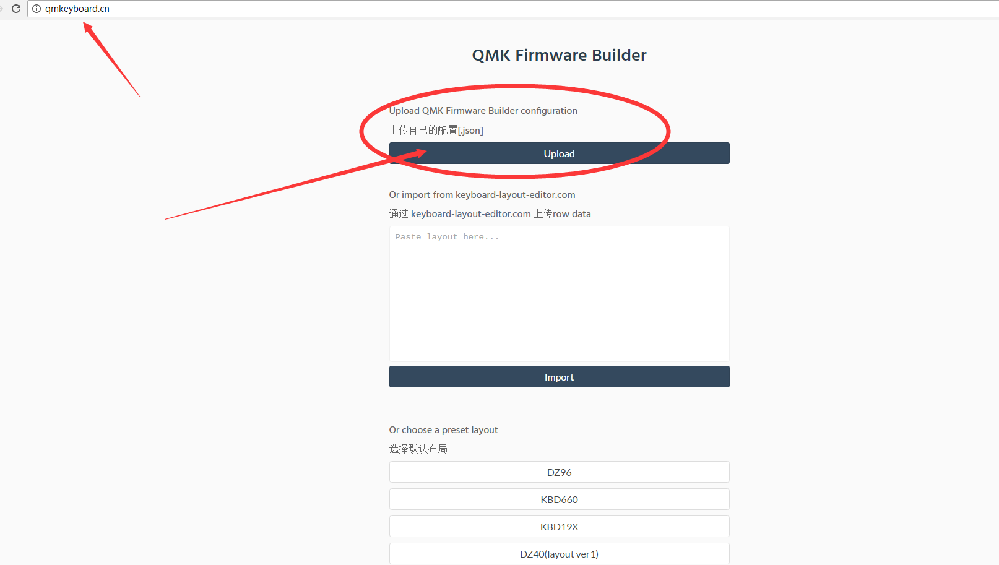 qmkeyboard.cn
QMK Firmware Builder
Upload QMK Firmware Builder configuration
上传自己的配置[.json]
Upload
Or import from keyboard-layout-editor.com
通过 keyboard-layout-editor.com 上传row data
Paste layout here...
Import
Or choose a preset layout
选择默认布局
DZ96
KBD660
KBD19X
DZ40(layout ver1)